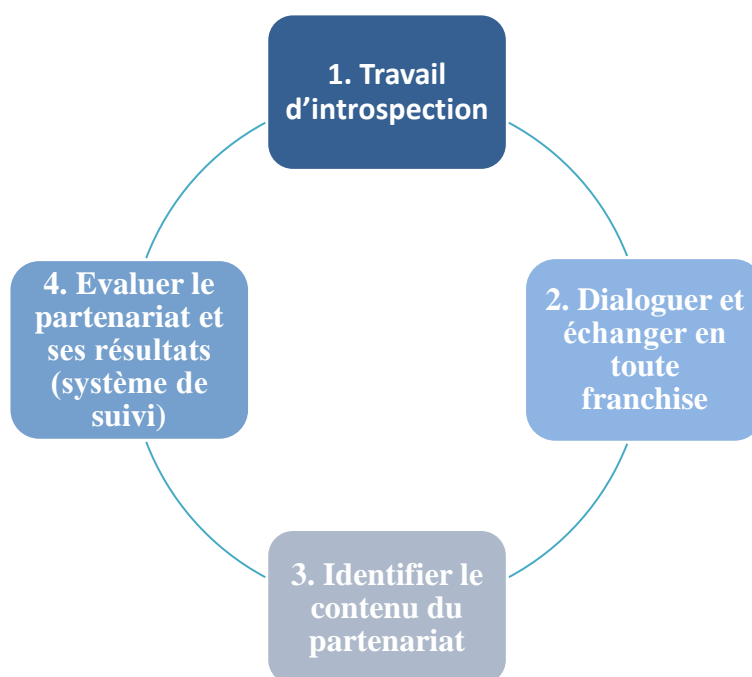 1. Travail
d’introspection
2. Dialoguer et
échanger en
toute
franchise
3. Identifier le
contenu du
partenariat
4. Evaluer le
partenariat et
ses résultats
(système de
suivi)